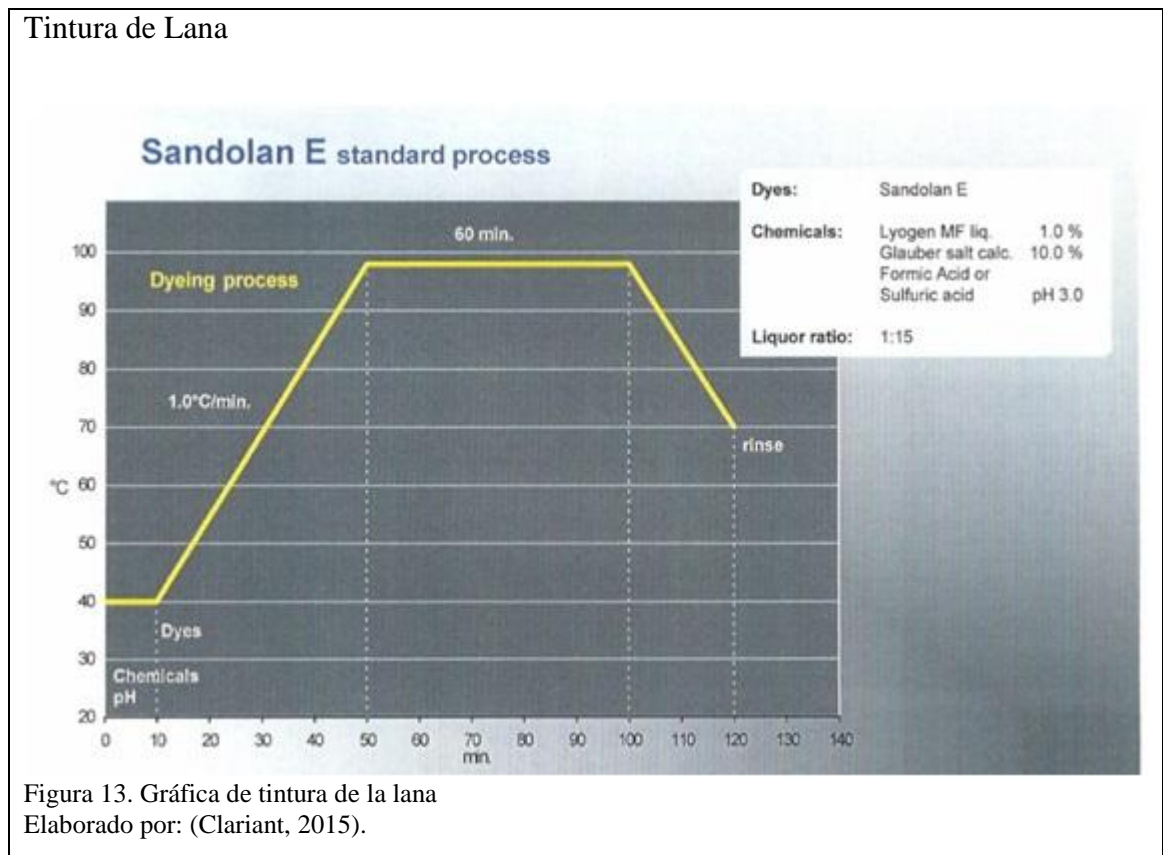 Tintura de Lana
Sandolan E standard process
Dyes: Sandolan E
Chemicals: Lyogen MF liq. 1.0 %
Glauber salt calc. 10.0 %
Formic Acid or
Sulfuric acid pH 3.0
Liquor ratio: 1:15
60 min.
Dyeing process
1.0°C/min.
rinse
Dyes
Chemicals
pH
°C
100
90
80
70
60
50
40
30
20
0 10 20 30 40 50 60 70 80 90 100 110 120 130 140
min.
Figura 13. Gráfica de tintura de la lana
Elaborado por: (Clariant, 2015).